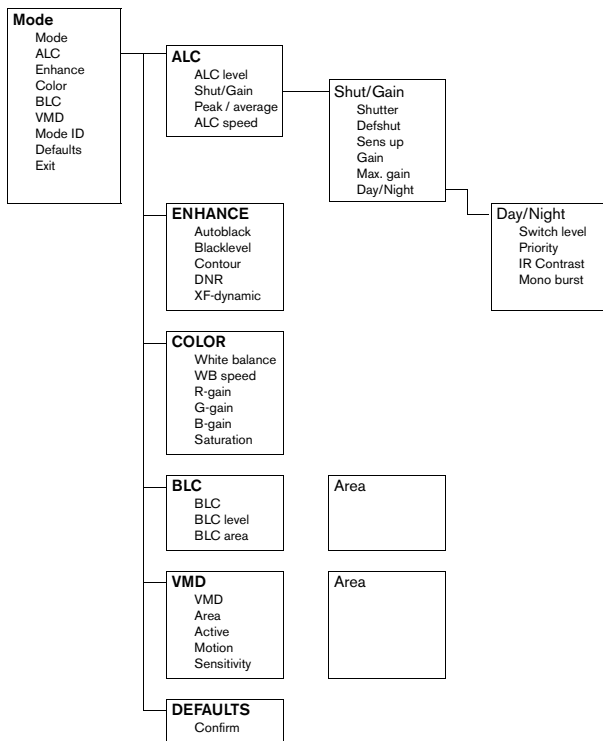 Mode
Mode
ALC
Enhance
Color
BLC
VMD
Mode ID
Defaults
Exit
ALC
ALC level
Shut/Gain
Peak / average
ALC speed
Shut/Gain
Shutter
Defshut
Sens up
Gain
Max. gain
Day/Night
Day/Night
Switch level
Priority
IR Contrast
Mono burst
ENHANCE
Autoblack
Blacklevel
Contour
DNR
XF-dynamic
COLOR
White balance
WB speed
R-gain
G-gain
B-gain
Saturation
BLC
BLC
BLC level
BLC area
Area
VMD
VMD
Area
Active
Motion
Sensitivity
Area
DEFAULTS
Confirm